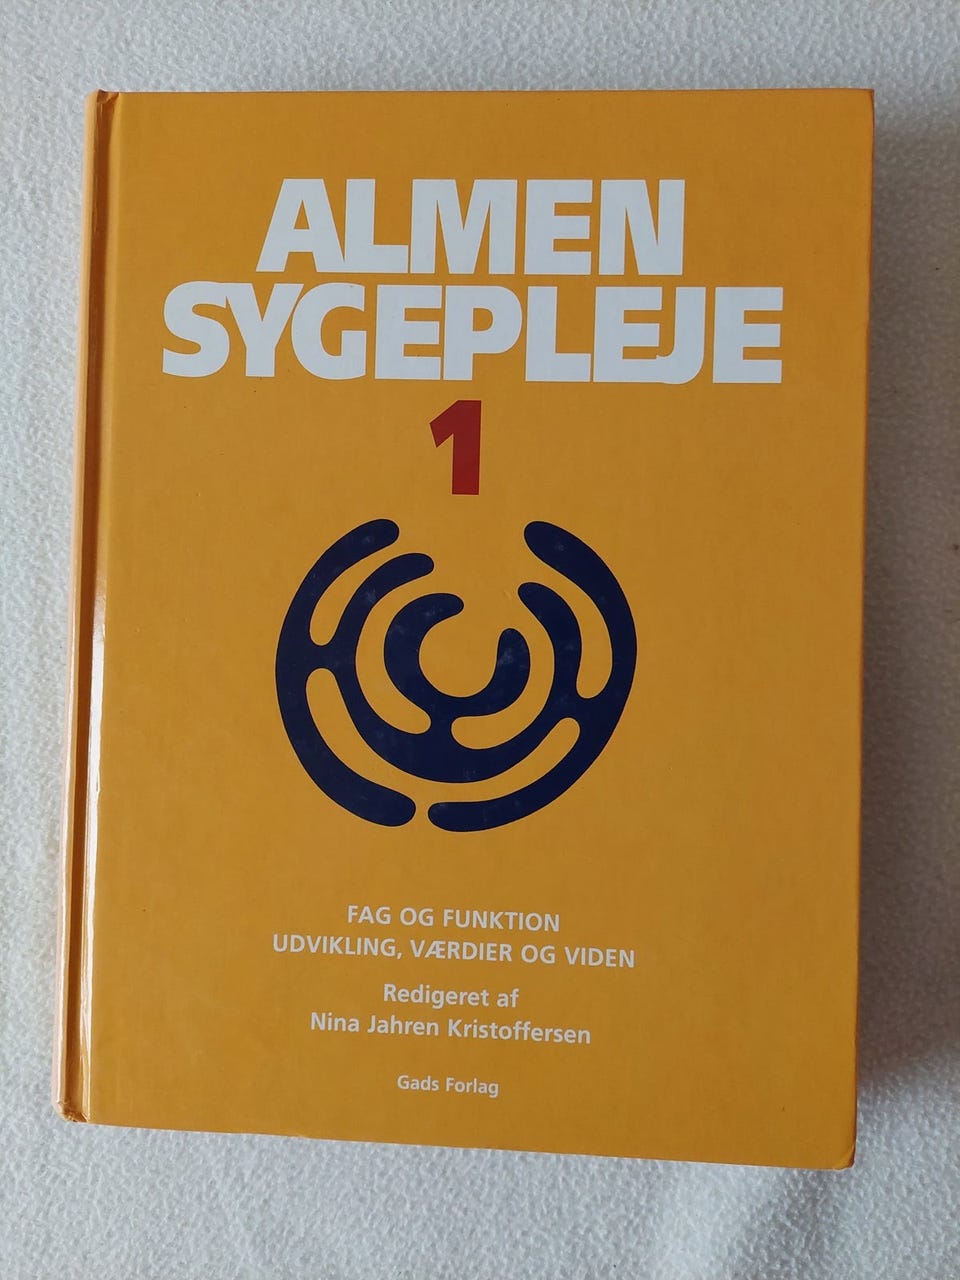 ALMEN
SYGEPLEJE
1
FAG OG FUNKTION
UDVIKLING, VÆRDIER OG VIDEN
Redigeret af
Nina Jahren Kristoffersen
Gads Forlag